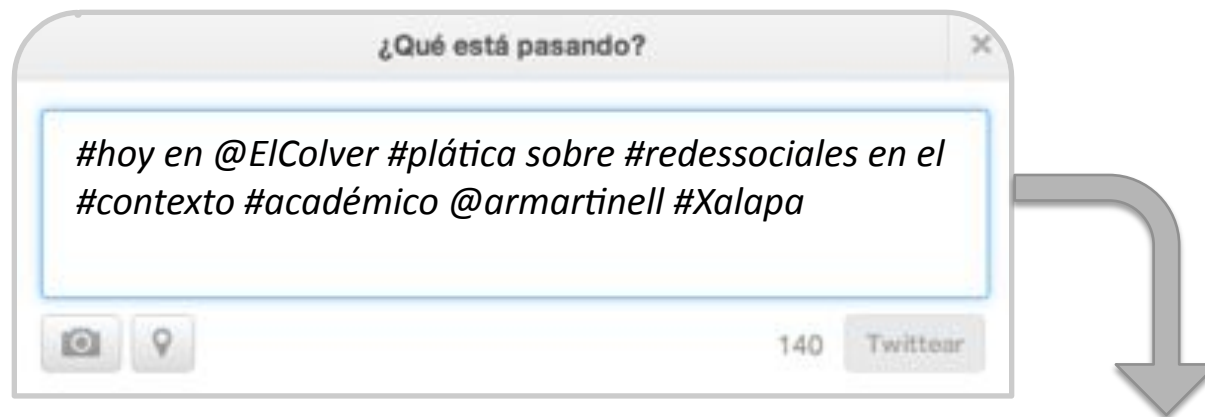 ¿Qué está pasando?
#hoy en @ElColver #plática sobre #redessociales en el
#contexto #académico @armartinell #Xalapa
140 Twittear